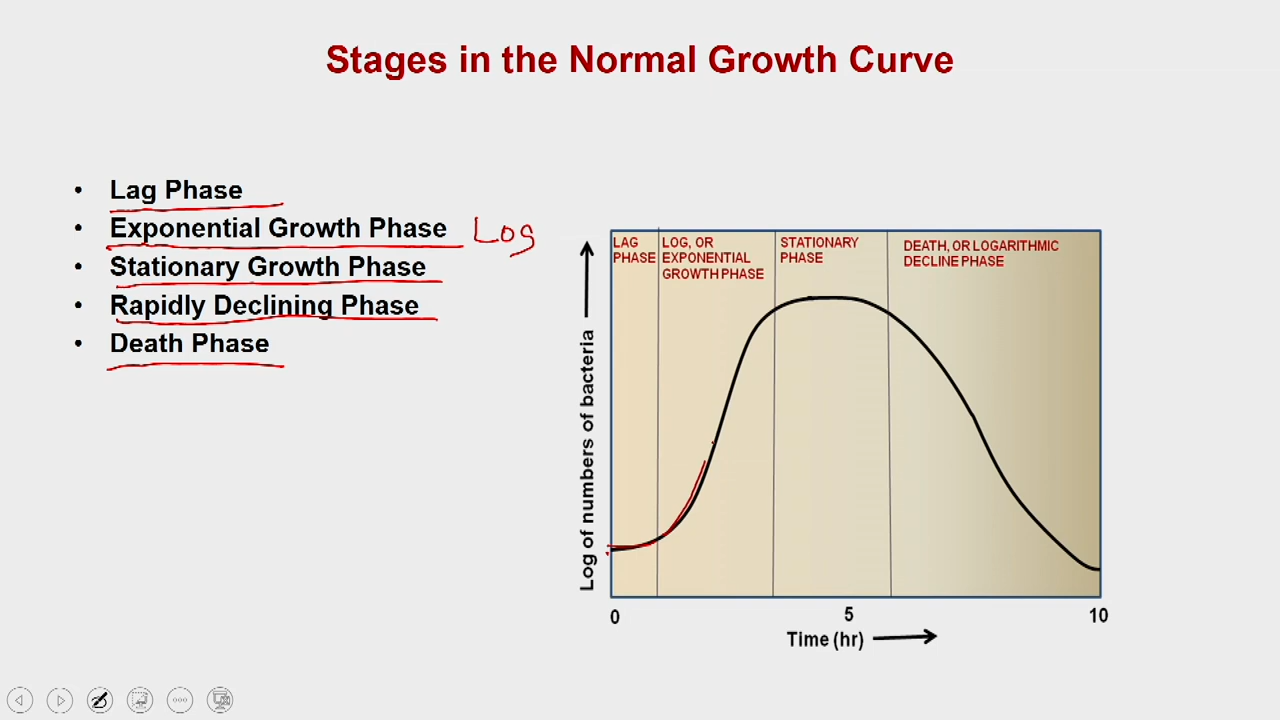 Stages in the Normal Growth Curve
• Lag Phase
• Exponential Growth Phase Log
• Stationary Growth Phase
• Rapidly Declining Phase
• Death Phase
LAG
PHASE
LOG, OR
EXPONENTIAL
GROWTH PHASE
STATIONARY
PHASE
DEATH, OR LOGARITHMIC
DECLINE PHASE
Log of numbers of bacteria
0 5 10
Time (hr)